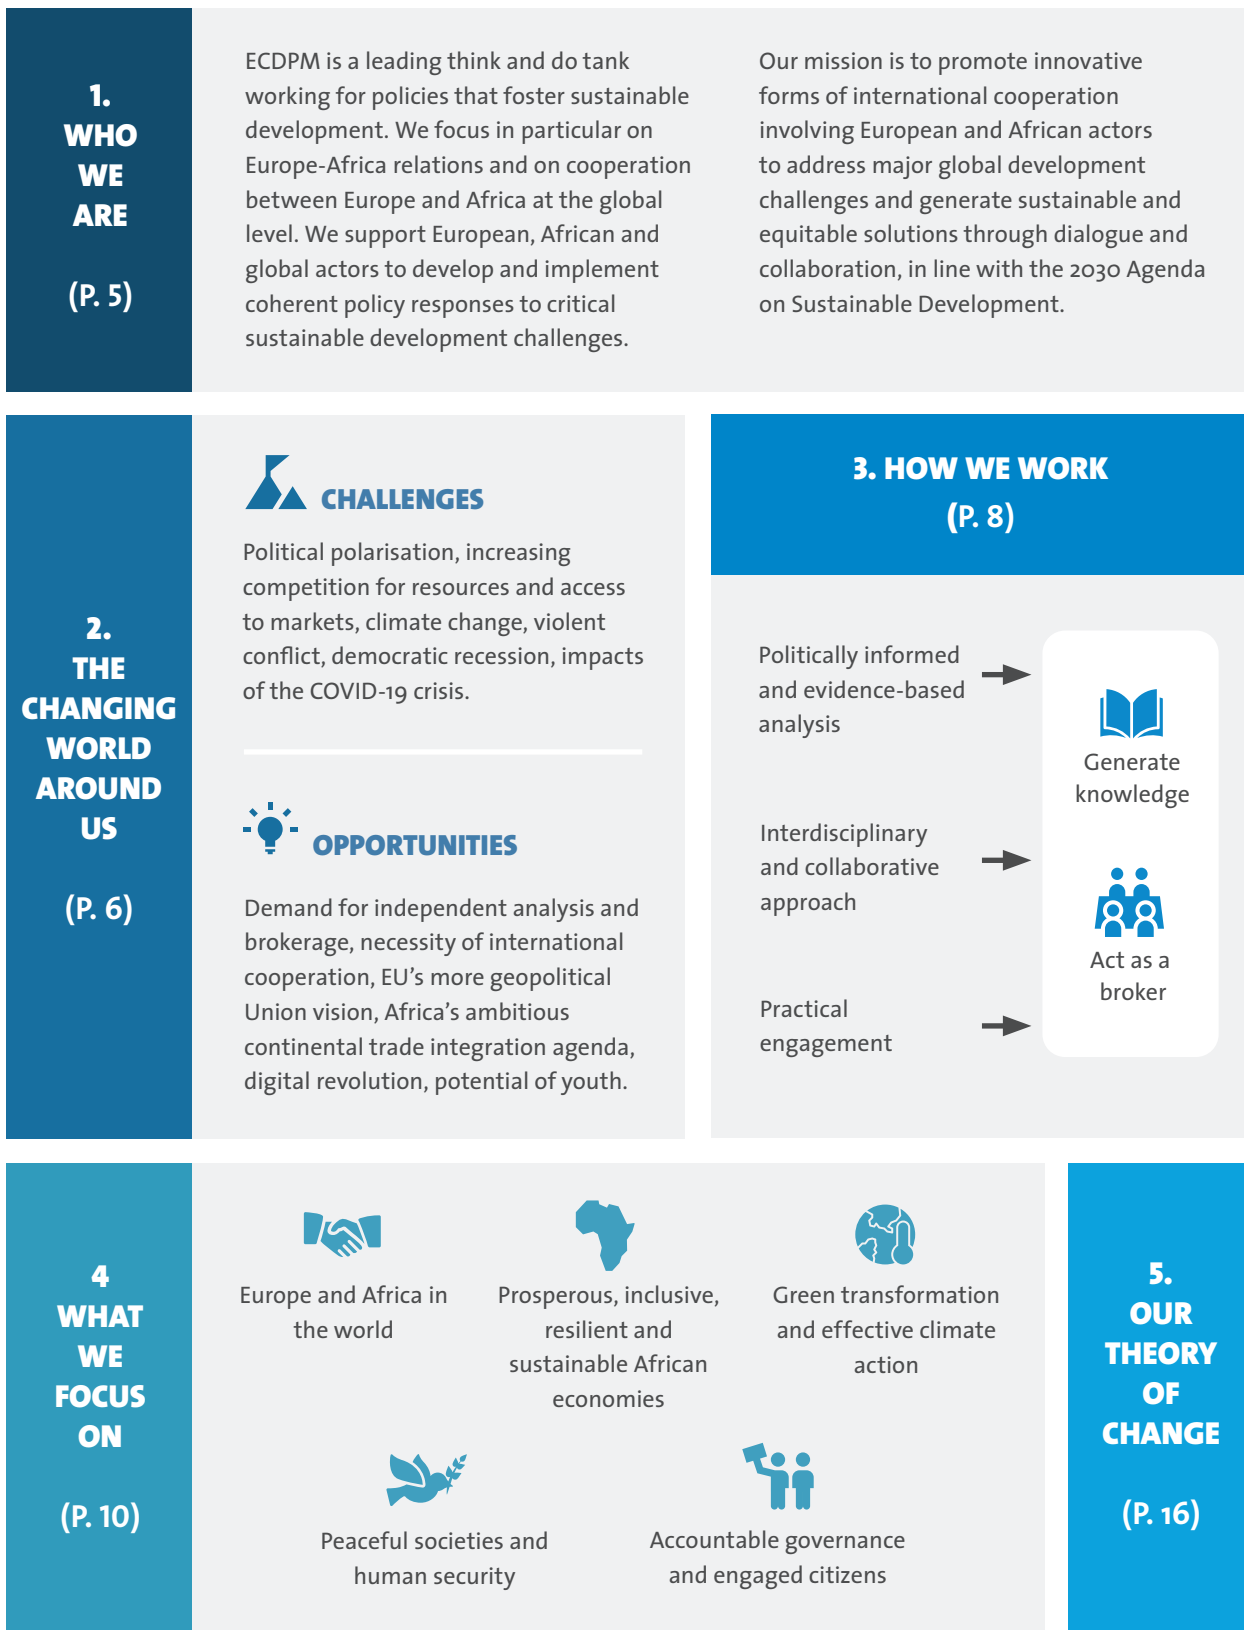 1.
WHO
WE
ARE
(P. 5)
ECDPM is a leading think and do tank
working for policies that foster sustainable
development. We focus in particular on
Europe-Africa relations and on cooperation
between Europe and Africa at the global
level. We support European, African and
global actors to develop and implement
coherent policy responses to critical
sustainable development challenges.
Our mission is to promote innovative
forms of international cooperation
involving European and African actors
to address major global development
challenges and generate sustainable and
equitable solutions through dialogue and
collaboration, in line with the 2030 Agenda
on Sustainable Development.
2.
THE
CHANGING
WORLD
AROUND
US
(P. 6)
CHALLENGES
Political polarisation, increasing
competition for resources and access
to markets, climate change, violent
conflict, democratic recession, impacts
of the COVID-19 crisis.
OPPORTUNITIES
Demand for independent analysis and
brokerage, necessity of international
cooperation, EU's more geopolitical
Union vision, Africa's ambitious
continental trade integration agenda,
digital revolution, potential of youth.
3. HOW WE WORK
(P. 8)
Politically informed
and evidence-based
analysis
Interdisciplinary
and collaborative
approach
Practical
engagement
Generate
knowledge
Act as a
broker
4
WHAT
WE
FOCUS
ON
(P. 10)
Europe and Africa in
the world
Prosperous, inclusive,
resilient and
sustainable African
economies
Green transformation
and effective climate
action
Peaceful societies and
human security
Accountable governance
and engaged citizens
5.
OUR
THEORY
OF
CHANGE
(P. 16)